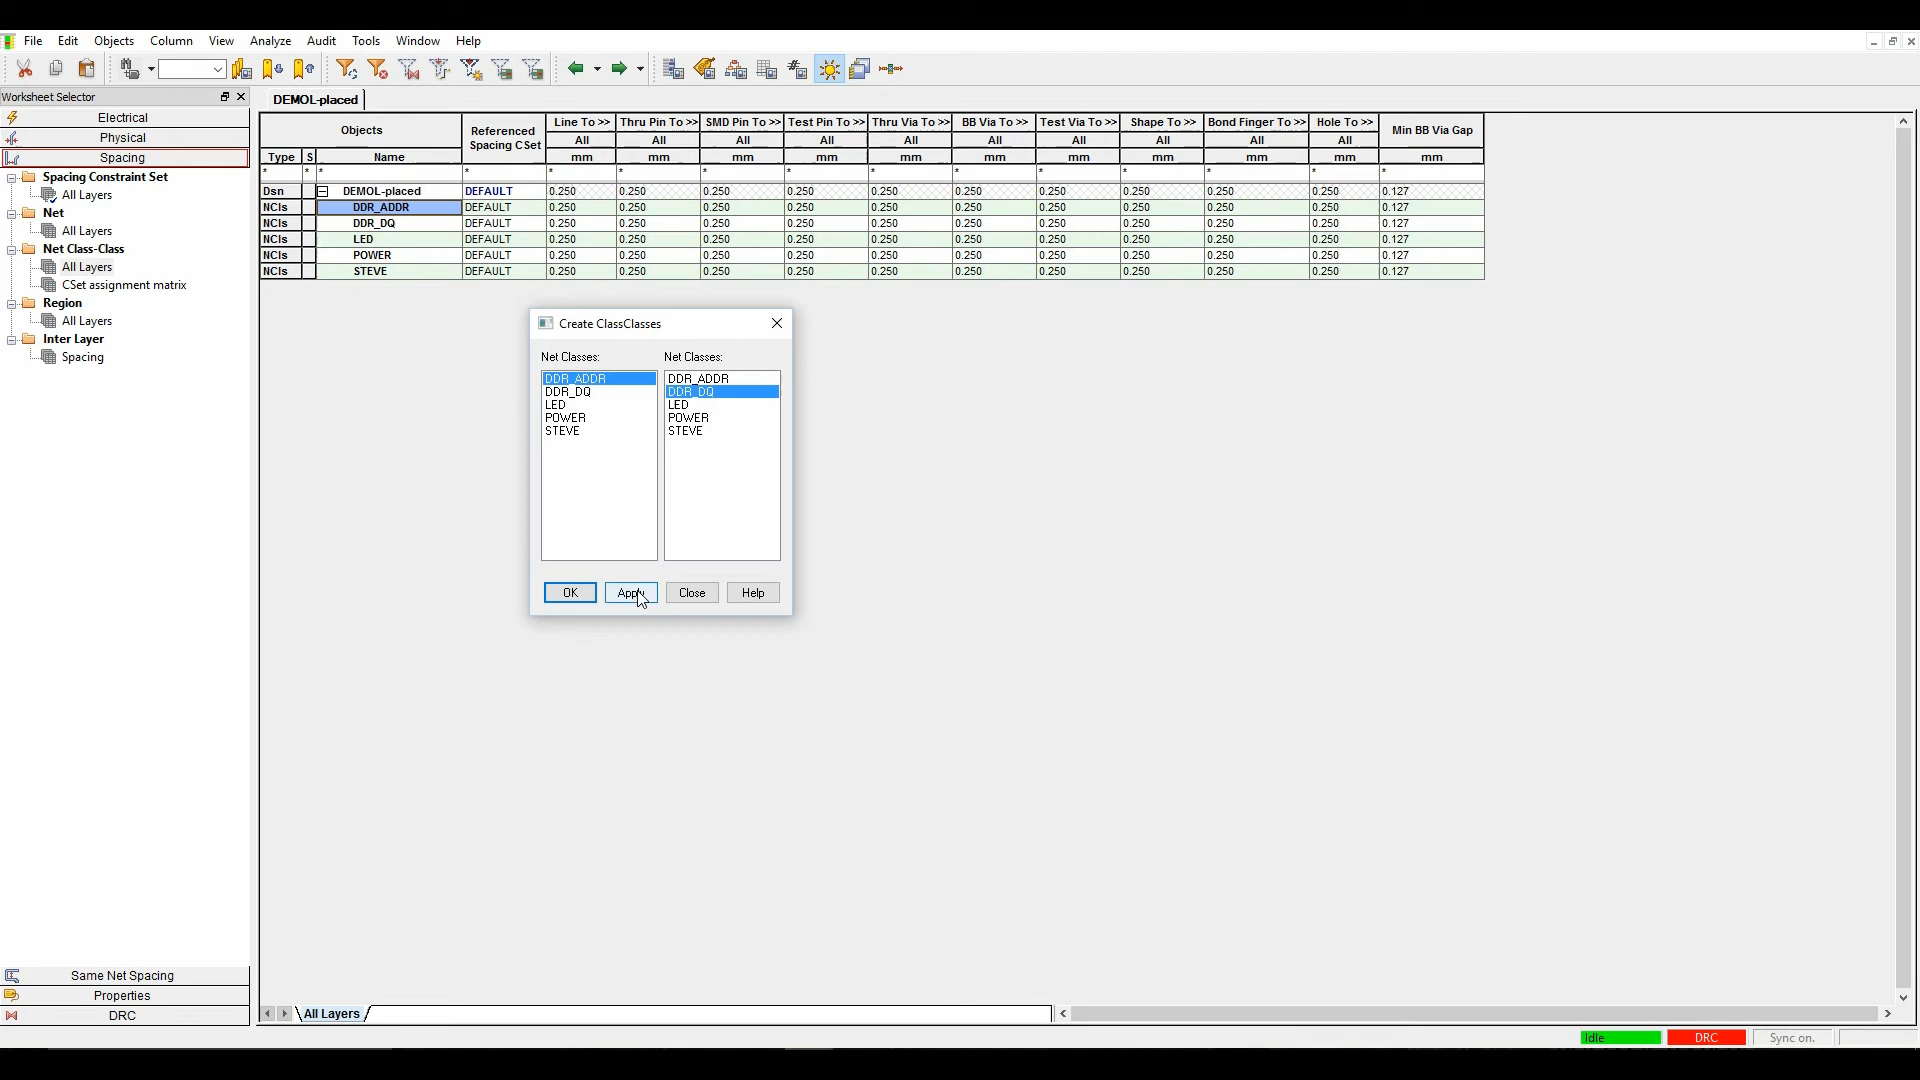 File Edit Objects Column View Analyze Audit Tools Window Help
Worksheet Selector
Electrical
Physical
Spacing
Spacing Constraint Set
All Layers
Net
All Layers
Net Class-Class
All Layers
CSet assignment matrix
Region
All Layers
Inter Layer
Spacing
Same Net Spacing
Properties
DRC
DEMOL-placed
Objects Referenced Spacing CSet Line To >> Thru Pin To >> SMD Pin To >> Test Pin To >> Thru Via To >> BB Via To >> Test Via To >> Shape To >> Bond Finger To >> Hole To >> Min BB Via Gap
All All All All All All All All All All
Type S Name mm mm mm mm mm mm mm mm mm mm mm
* * * * * * * * * * * * * * *
Dsn DEMOL-placed DEFAULT 0.250 0.250 0.250 0.250 0.250 0.250 0.250 0.250 0.250 0.250 0.127
NCls DDR_ADDR DEFAULT 0.250 0.250 0.250 0.250 0.250 0.250 0.250 0.250 0.250 0.250 0.127
NCls DDR_DQ DEFAULT 0.250 0.250 0.250 0.250 0.250 0.250 0.250 0.250 0.250 0.250 0.127
NCls LED DEFAULT 0.250 0.250 0.250 0.250 0.250 0.250 0.250 0.250 0.250 0.250 0.127
NCls POWER DEFAULT 0.250 0.250 0.250 0.250 0.250 0.250 0.250 0.250 0.250 0.250 0.127
NCls STEVE DEFAULT 0.250 0.250 0.250 0.250 0.250 0.250 0.250 0.250 0.250 0.250 0.127
Create ClassClasses
Net Classes: Net Classes:
DDR_ADDR DDR_ADDR
DDR_DQ DDR_DQ
LED LED
POWER POWER
STEVE STEVE
OK Apply Close Help
All Layers
Idle DRC Sync on.